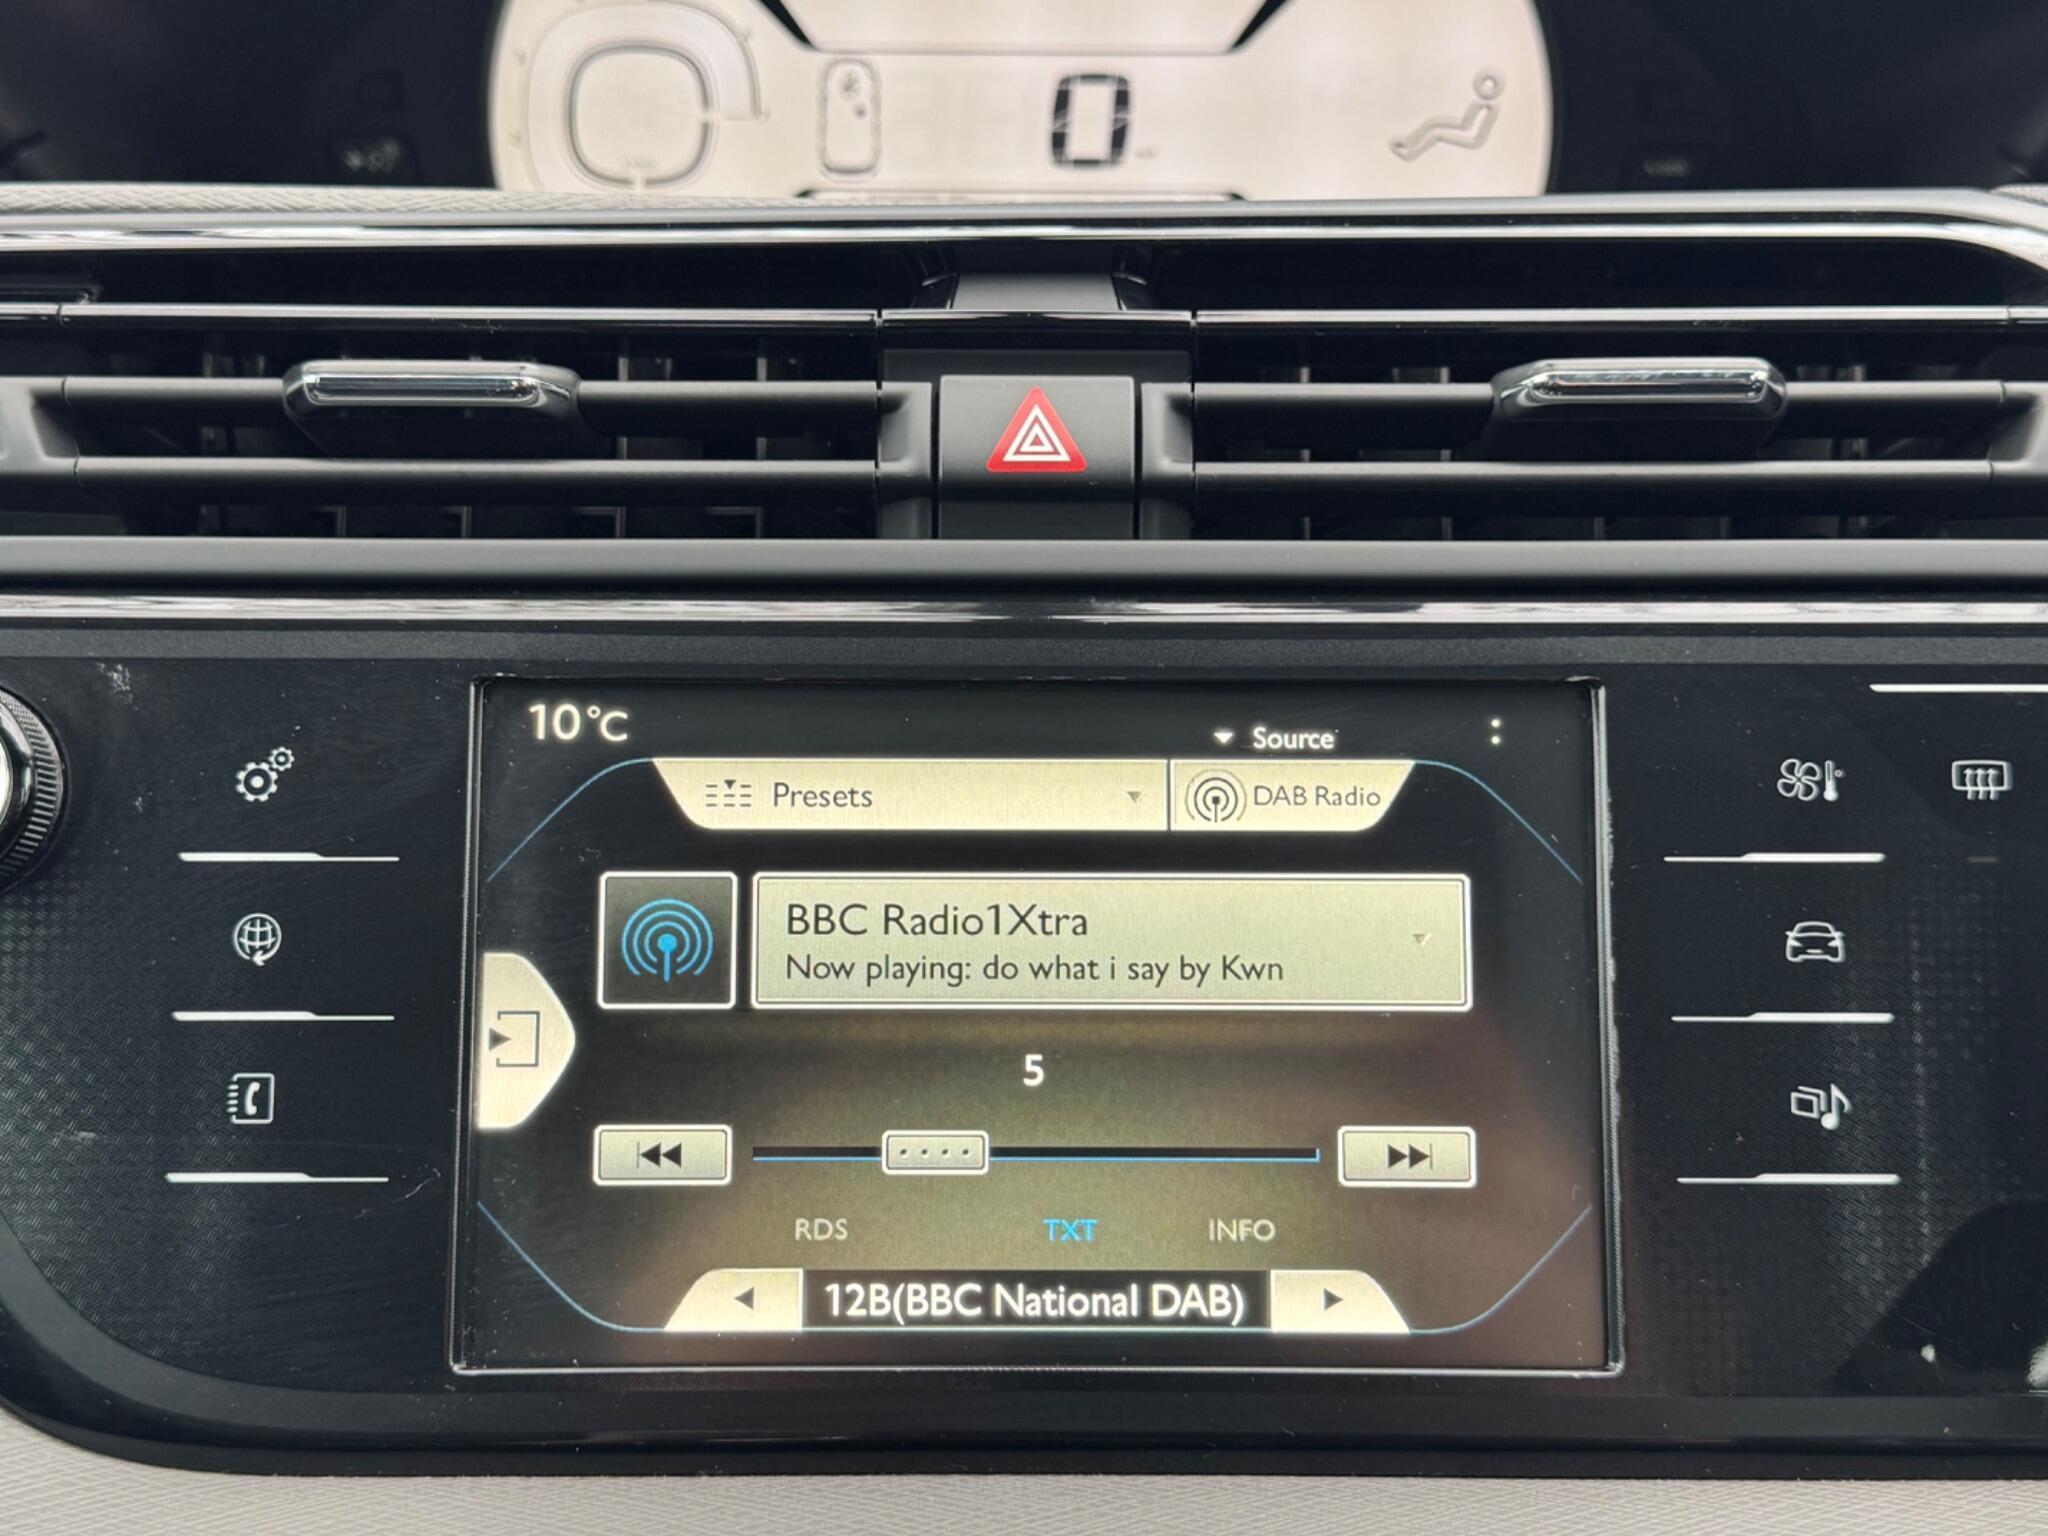 0
10°C
Source
Presets
DAB Radio
BBC Radio1Xtra
Now playing: do what i say by Kwn
5
RDS TXT INFO
12B(BBC National DAB)